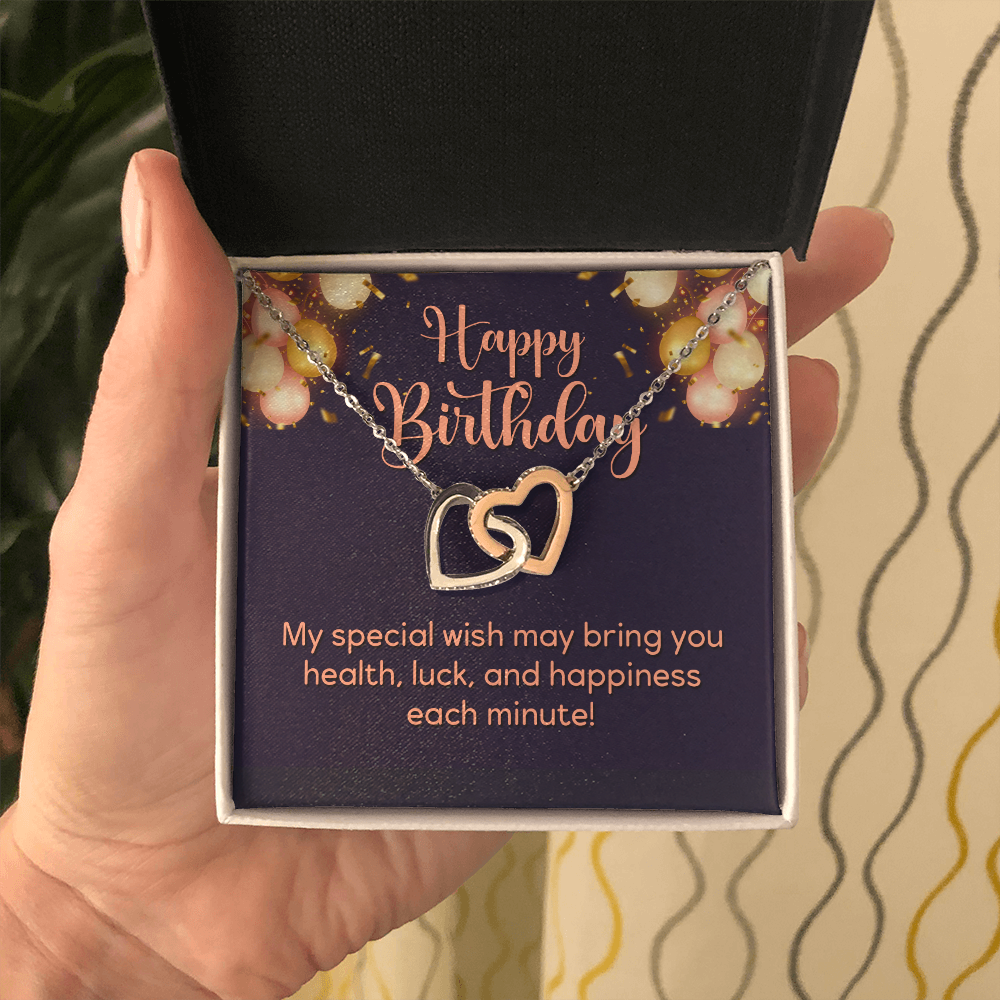 Happy
Birthday
My special wish may bring you
health, luck, and happiness
each minute!